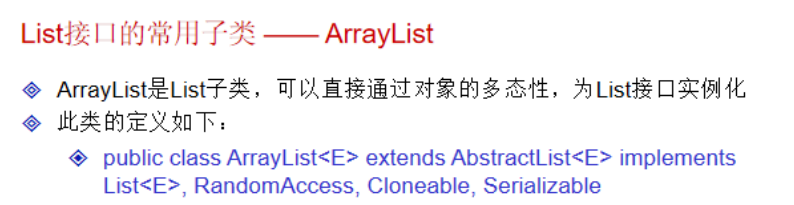 List接口的常用子类 —— ArrayList
ArrayList是List子类，可以直接通过对象的多态性，为List接口实例化
此类的定义如下：
public class ArrayList<E> extends AbstractList<E> implements
List<E>, RandomAccess, Cloneable, Serializable